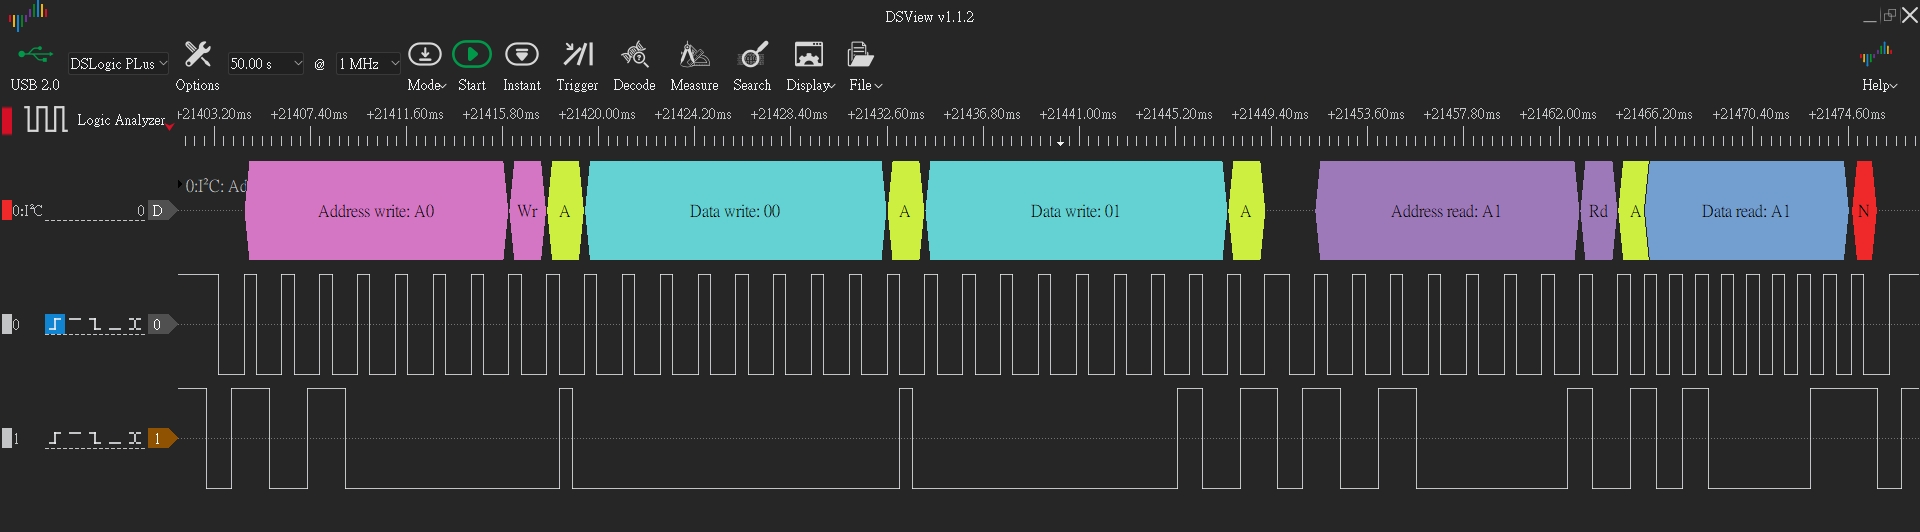 DSView v1.1.2
DSLogic PLus 50.00 s @ 1 MHz
USB 2.0 Options Mode Start Instant Trigger Decode Measure Search Display File Help
Logic Analyzer
+21403.20ms +21407.40ms +21411.60ms +21415.80ms +21420.00ms +21424.20ms +21428.40ms +21432.60ms +21436.80ms +21441.00ms +21445.20ms +21449.40ms +21453.60ms +21457.80ms +21462.00ms +21466.20ms +21470.40ms +21474.60ms
0:I²C: Ad
0:I²C 0 D Address write: A0 Wr A Data write: 00 A Data write: 01 A Address read: A1 Rd A Data read: A1 N
0 0
1 1